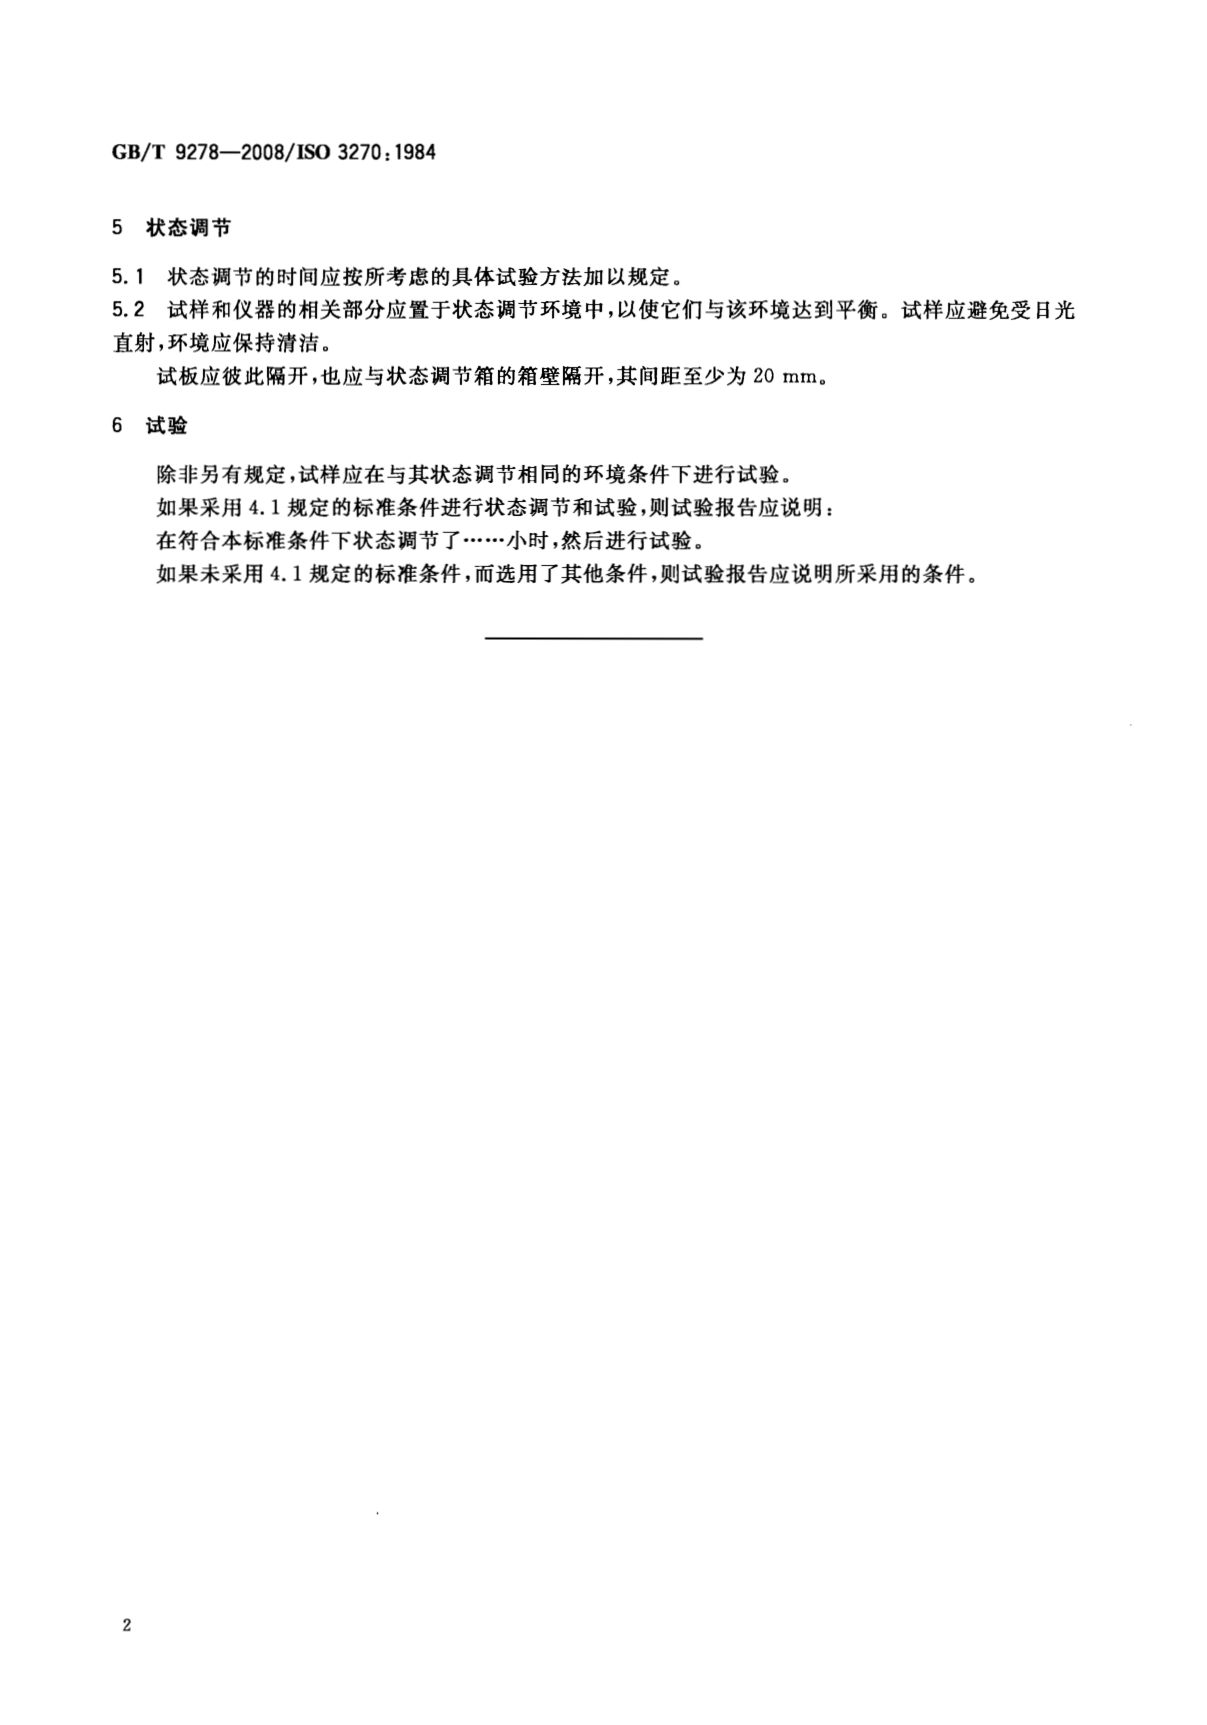 GB/T 9278—2008/ISO 3270:1984
5 状态调节
5.1 状态调节的时间应按所考虑的具体试验方法加以规定。
5.2 试样和仪器的相关部分应置于状态调节环境中,以使它们与该环境达到平衡。试样应避免受日光
直射,环境应保持清洁。
试板应彼此隔开,也应与状态调节箱的箱壁隔开,其间距至少为 20 mm。
6 试验
除非另有规定,试样应在与其状态调节相同的环境条件下进行试验。
如果采用 4.1 规定的标准条件进行状态调节和试验,则试验报告应说明:
在符合本标准条件下状态调节了……小时,然后进行试验。
如果未采用 4.1 规定的标准条件,而选用了其他条件,则试验报告应说明所采用的条件。
2